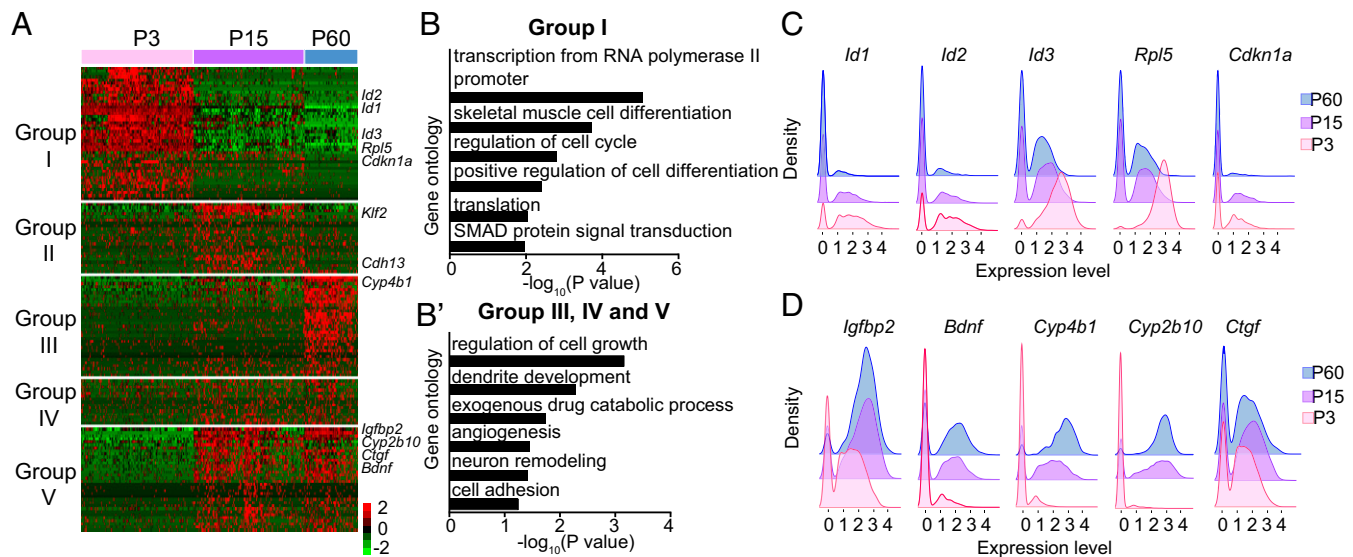 A
P3 P15 P60
Group
I
Id2
Id1
Id3
Rpl5
Cdkn1a
Group
II
Klf2
Cdh13
Group
III
Cyp4b1
Group
IV
Group
V
Igfbp2
Cyp2b10
Ctgf
Bdnf
2
0
-2
B
Group I
Gene ontology
transcription from RNA polymerase II
promoter
skeletal muscle cell differentiation
regulation of cell cycle
positive regulation of cell differentiation
translation
SMAD protein signal transduction
0 2 4 6
-log10(P value)
B'
Group III, IV and V
Gene ontology
regulation of cell growth
dendrite development
exogenous drug catabolic process
angiogenesis
neuron remodeling
cell adhesion
0 1 2 3 4
-log10(P value)
C
Id1 Id2 Id3 Rpl5 Cdkn1a
Density
P60
P15
P3
0 1 2 3 4 0 1 2 3 4 0 1 2 3 4 0 1 2 3 4 0 1 2 3 4
Expression level
D
Igfbp2 Bdnf Cyp4b1 Cyp2b10 Ctgf
Density
P60
P15
P3
0 1 2 3 4 0 1 2 3 4 0 1 2 3 4 0 1 2 3 4 0 1 2 3 4
Expression level